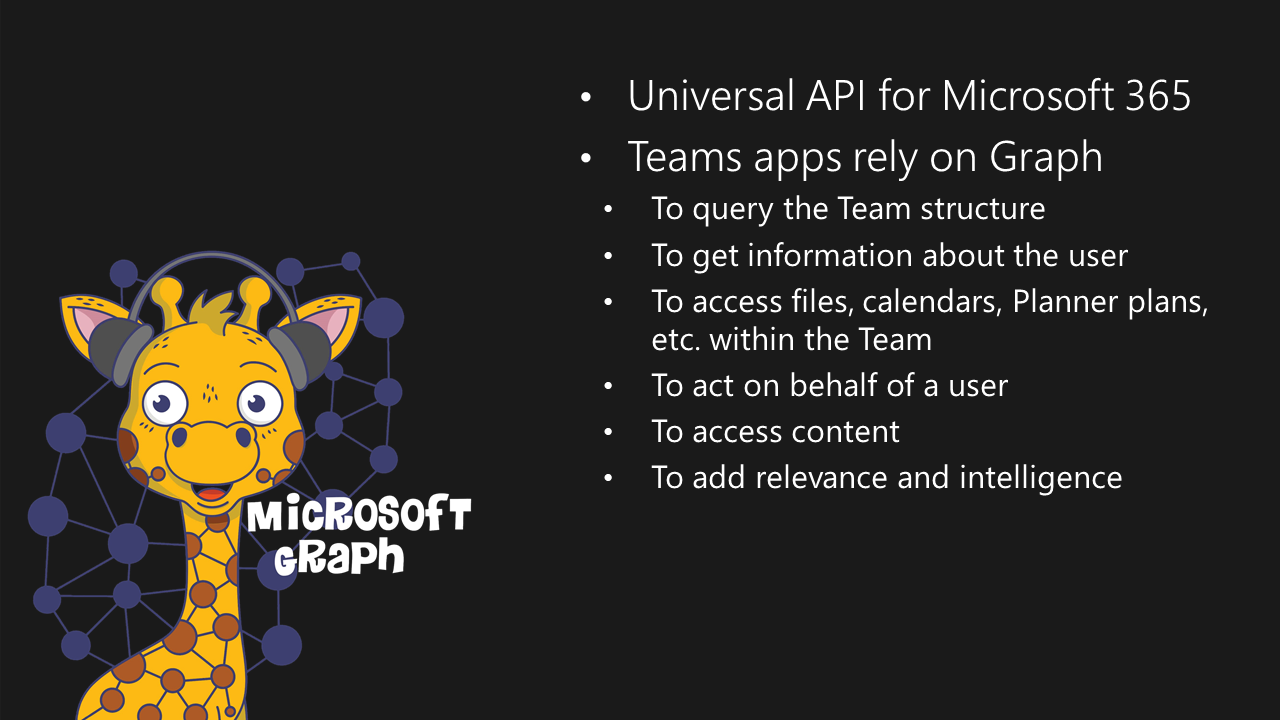 • Universal API for Microsoft 365
• Teams apps rely on Graph
• To query the Team structure
• To get information about the user
• To access files, calendars, Planner plans,
etc. within the Team
• To act on behalf of a user
• To access content
• To add relevance and intelligence
MiCROSOfT
GRaph